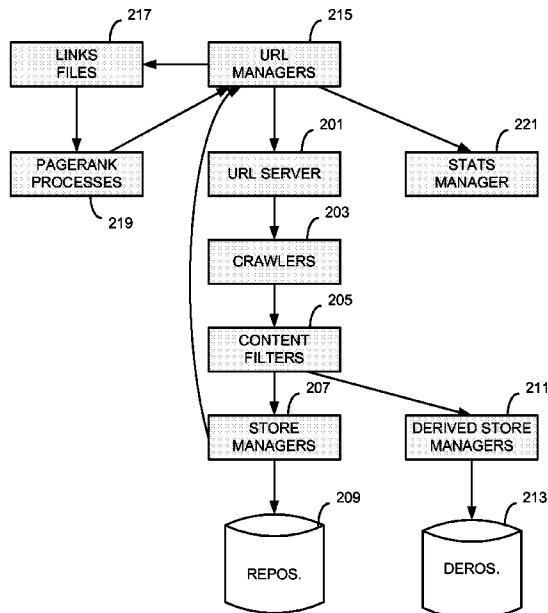 217
215
LINKS
FILES
URL
MANAGERS
201
221
PAGERANK
PROCESSES
URL SERVER
STATS
MANAGER
219
203
CRAWLERS
205
CONTENT
FILTERS
207
211
STORE
MANAGERS
DERIVED STORE
MANAGERS
209
213
REPOS.
DEROS.